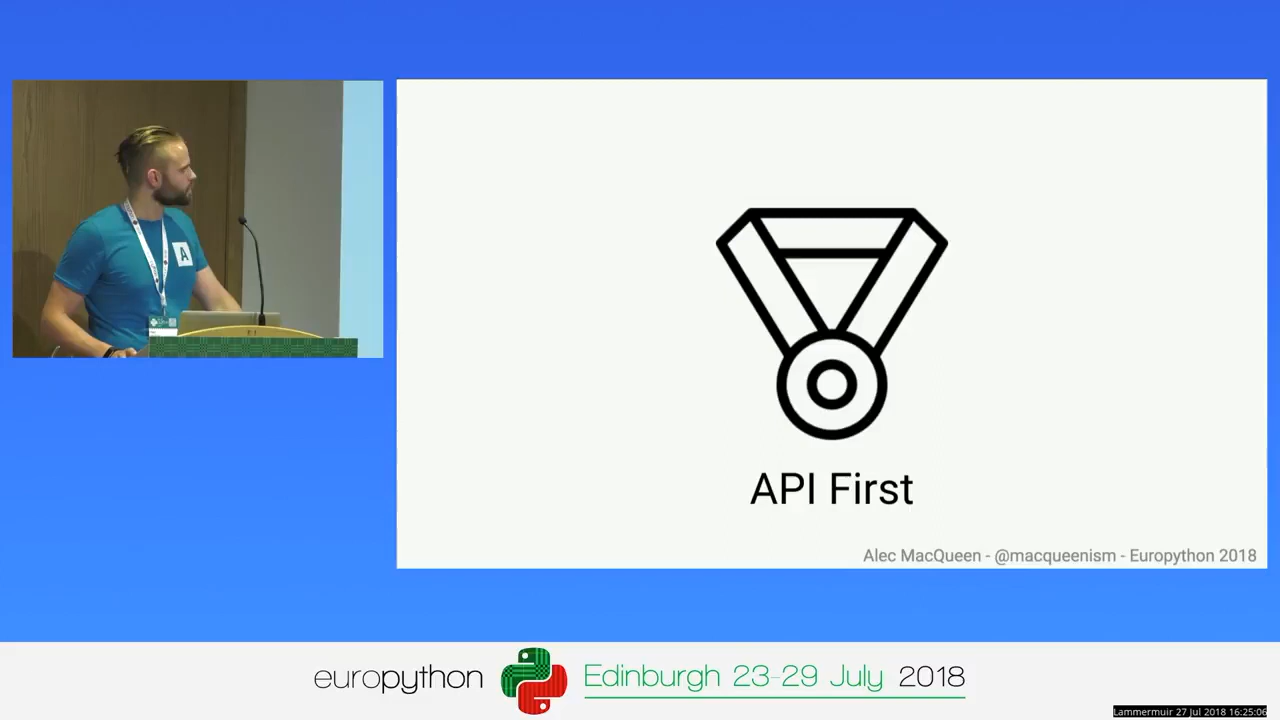 A
API First
Alec MacQueen - @macqueenism - Europython 2018
europython
Edinburgh 23-29 July 2018
Lammermuir 27 Jul 2018 16:25:06